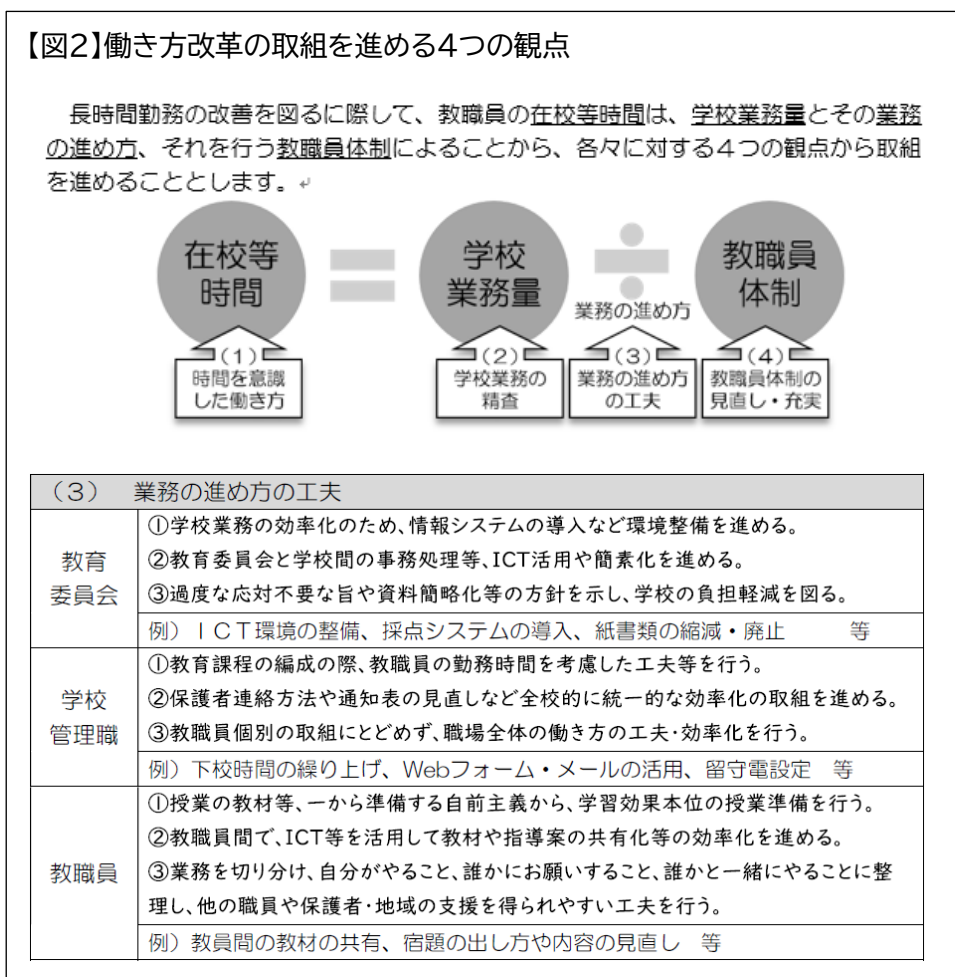 【図2】働き方改革の取組を進める4つの観点
長時間勤務の改善を図るに際して、教職員の在校等時間は、学校業務量とその業務
の進め方、それを行う教職員体制によることから、各々に対する4つの観点から取組
を進めることとします。↵
在校等
時間
=
学校
業務量
÷
業務の進め方
教職員
体制
(1)
時間を意識
した働き方
(2)
学校業務の
精査
(3)
業務の進め方
の工夫
(4)
教職員体制の
見直し・充実
(3) 業務の進め方の工夫
教育
委員会
①学校業務の効率化のため、情報システムの導入など環境整備を進める。
②教育委員会と学校間の事務処理等、ICT活用や簡素化を進める。
③過度な応対不要な旨や資料簡略化等の方針を示し、学校の負担軽減を図る。
例)ICT環境の整備、採点システムの導入、紙書類の縮減・廃止 等
学校
管理職
①教育課程の編成の際、教職員の勤務時間を考慮した工夫等を行う。
②保護者連絡方法や通知表の見直しなど全校的に統一的な効率化の取組を進める。
③教職員個別の取組にとどめず、職場全体の働き方の工夫・効率化を行う。
例)下校時間の繰り上げ、Webフォーム・メールの活用、留守電設定 等
教職員
①授業の教材等、一から準備する自前主義から、学習効果本位の授業準備を行う。
②教職員間で、ICT等を活用して教材や指導案の共有化等の効率化を進める。
③業務を切り分け、自分がやること、誰かにお願いすること、誰かと一緒にやることに整
理し、他の職員や保護者・地域の支援を得られやすい工夫を行う。
例)教員間の教材の共有、宿題の出し方や内容の見直し 等